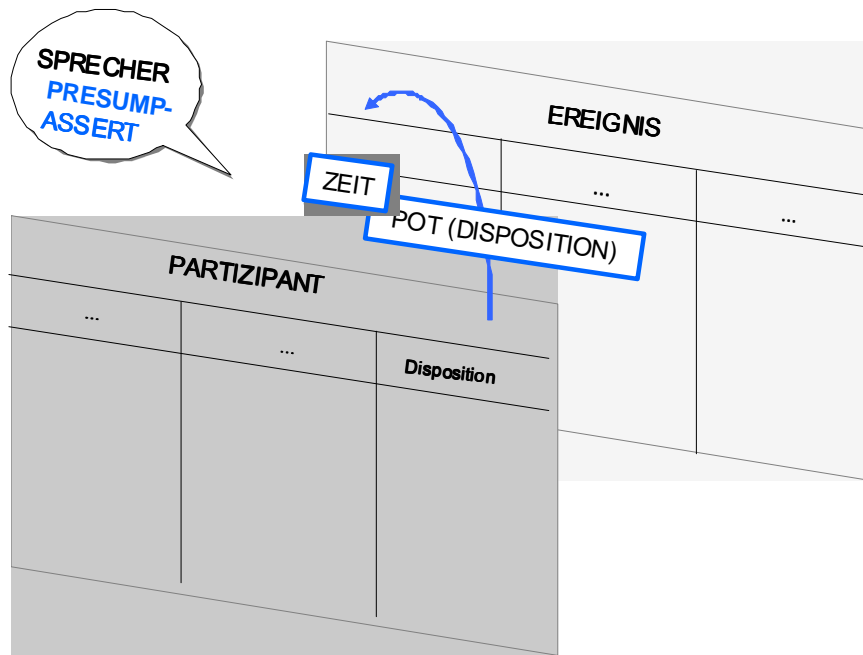 SPRECHER
PRESUMP-
ASSERT
EREIGNIS
...
...
ZEIT
POT (DISPOSITION)
PARTIZIPANT
...
...
Disposition